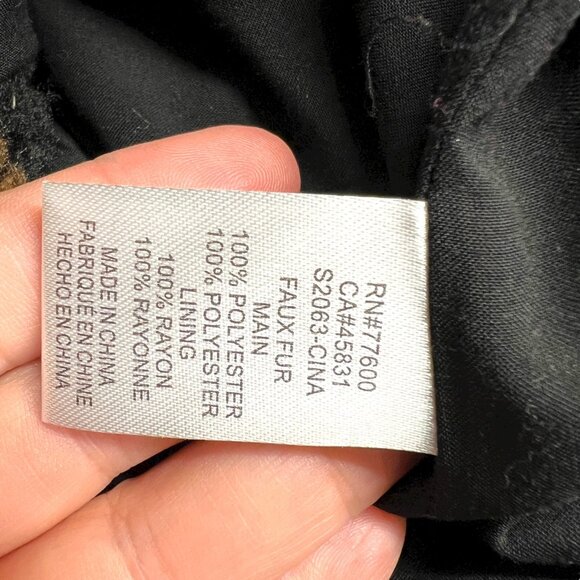 RN#77600
CA#45831
S2063-CINA
FAUX FUR
MAIN
100% POLYESTER
100% POLYESTER
LINING
100% RAYON
100% RAYONNE
MADE IN CHINA
FABRIQUÉ EN CHINE
HECHO EN CHINA